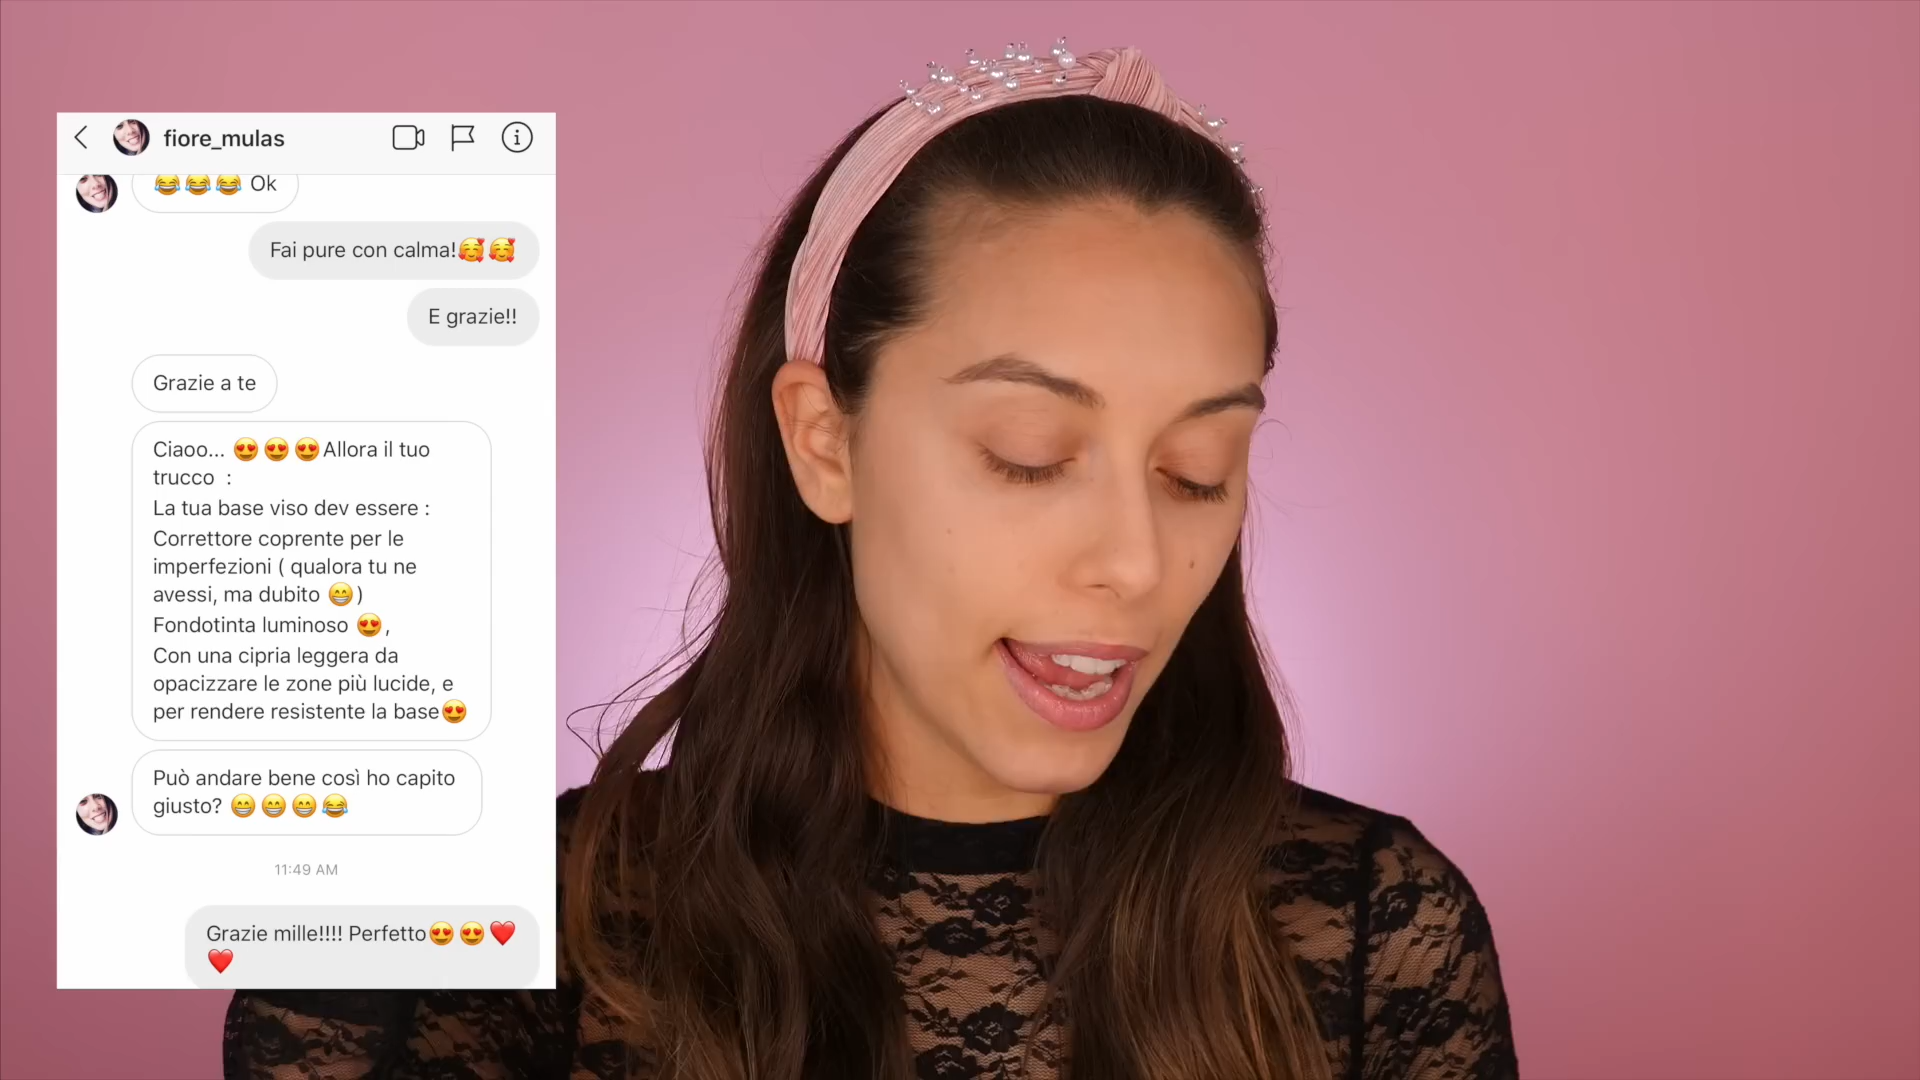 fiore_mulas
😂😂😂 Ok
Fai pure con calma!🥰🥰
E grazie!!
Grazie a te
Ciaoo... 😍😍😍Allora il tuo
trucco :
La tua base viso dev essere :
Correttore coprente per le
imperfezioni ( qualora tu ne
avessi, ma dubito 😁)
Fondotinta luminoso 😍,
Con una cipria leggera da
opacizzare le zone più lucide, e
per rendere resistente la base😍
Può andare bene così ho capito
giusto? 😁😁😁😂
11:49 AM
Grazie mille!!!! Perfetto😍😍❤️
❤️